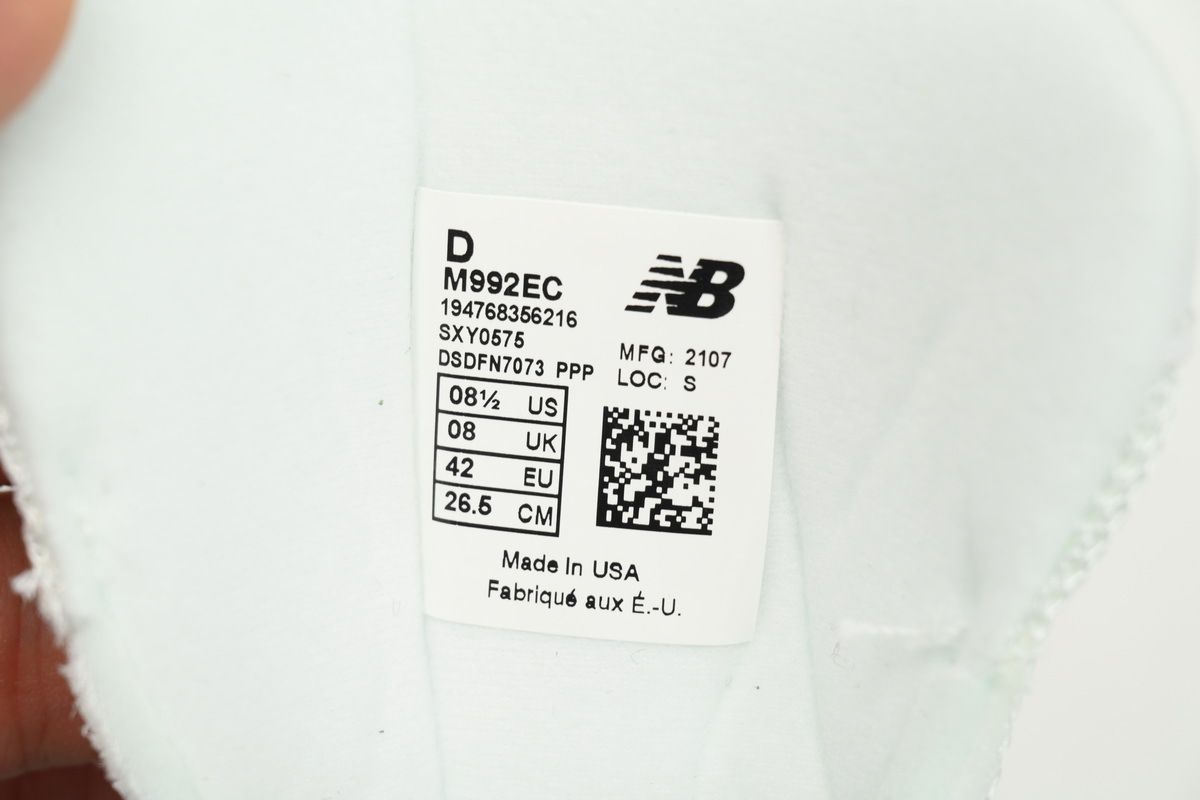 D
M992EC
194768356216
SXY0575
DSDFN7073 PPP
NB
MFG: 2107
LOC: S
08½ US
08 UK
42 EU
26.5 CM
Made In USA
Fabriqué aux É.-U.